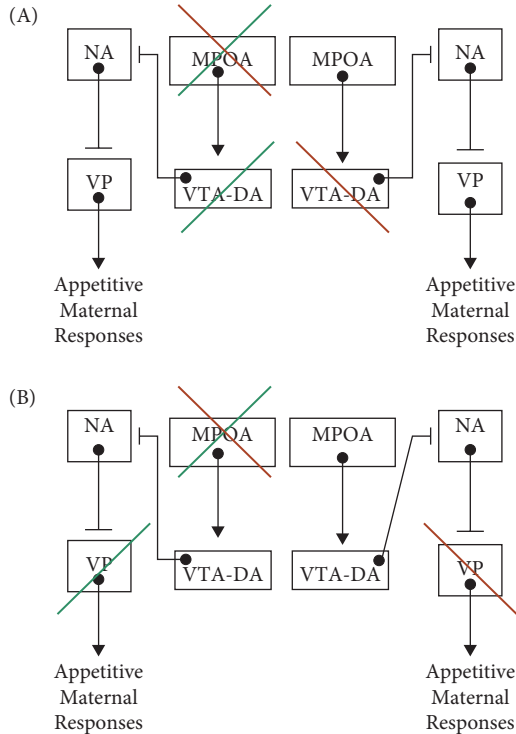 (A)
NA
MPOA
MPOA
NA
VP
VTA-DA
VTA-DA
VP
Appetitive
Maternal
Responses
Appetitive
Maternal
Responses
(B)
NA
MPOA
MPOA
NA
VP
VTA-DA
VTA-DA
VP
Appetitive
Maternal
Responses
Appetitive
Maternal
Responses